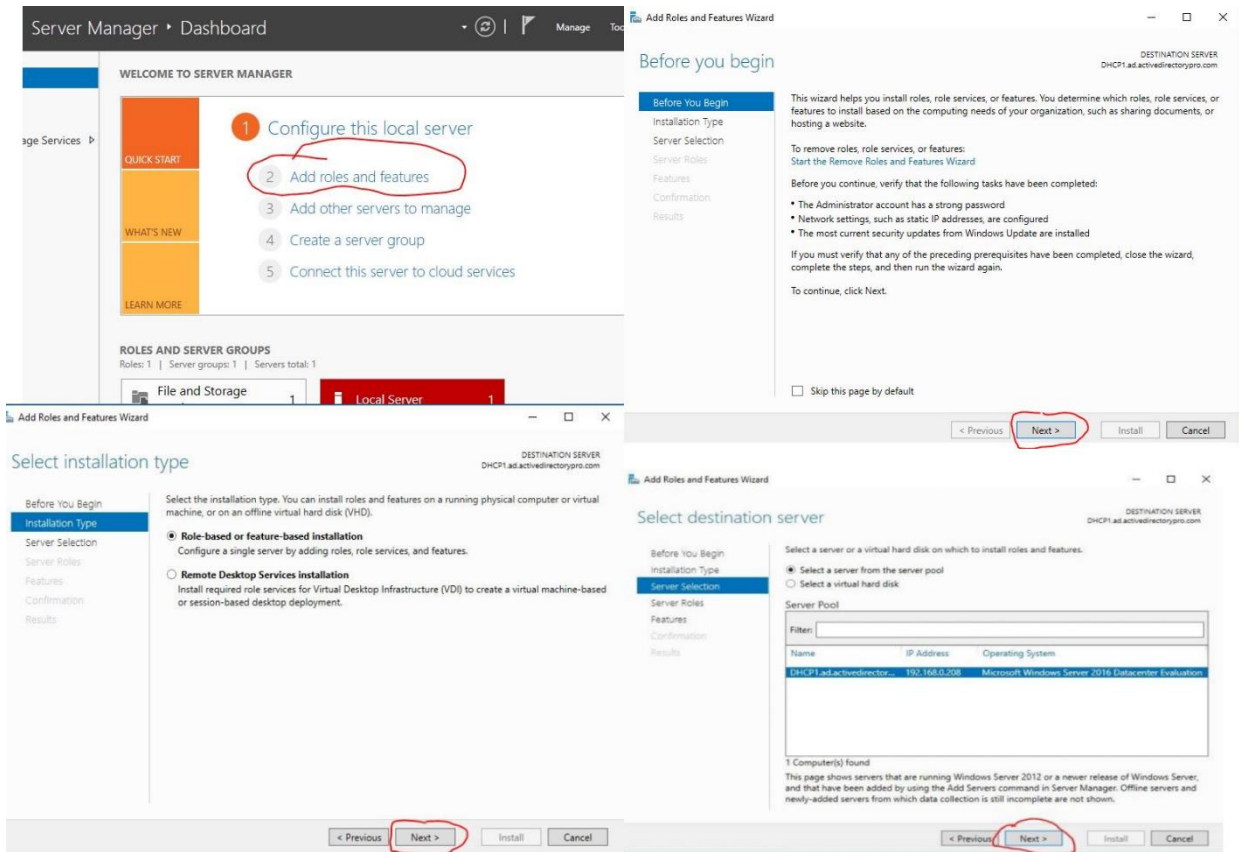 Server Manager ‣ Dashboard
Manage
WELCOME TO SERVER MANAGER
QUICK START
WHAT'S NEW
LEARN MORE
1 Configure this local server
2 Add roles and features
3 Add other servers to manage
4 Create a server group
5 Connect this server to cloud services
ROLES AND SERVER GROUPS
Roles: 1 | Server groups: 1 | Servers total: 1
File and Storage 1
Local Server 1
Add Roles and Features Wizard
Before you begin
DESTINATION SERVER
DHCP1.ad.activedirectorypro.com
Before You Begin
Installation Type
Server Selection
Server Roles
Features
Confirmation
Results
This wizard helps you install roles, role services, or features. You determine which roles, role services, or
features to install based on the computing needs of your organization, such as sharing documents, or
hosting a website.
To remove roles, role services, or features:
Start the Remove Roles and Features Wizard
Before you continue, verify that the following tasks have been completed:
• The Administrator account has a strong password
• Network settings, such as static IP addresses, are configured
• The most current security updates from Windows Update are installed
If you must verify that any of the preceding prerequisites have been completed, close the wizard,
complete the steps, and then run the wizard again.
To continue, click Next.
Skip this page by default
< Previous Next > Install Cancel
Add Roles and Features Wizard
Select installation type
DESTINATION SERVER
DHCP1.ad.activedirectorypro.com
Before You Begin
Installation Type
Server Selection
Server Roles
Features
Confirmation
Results
Select the installation type. You can install roles and features on a running physical computer or virtual
machine, or on an offline virtual hard disk (VHD).
Role-based or feature-based installation
Configure a single server by adding roles, role services, and features.
Remote Desktop Services installation
Install required role services for Virtual Desktop Infrastructure (VDI) to create a virtual machine-based
or session-based desktop deployment.
< Previous Next > Install Cancel
Add Roles and Features Wizard
Select destination server
DESTINATION SERVER
DHCP1.ad.activedirectorypro.com
Before You Begin
Installation Type
Server Selection
Server Roles
Features
Confirmation
Results
Select a server or a virtual hard disk on which to install roles and features.
Select a server from the server pool
Select a virtual hard disk
Server Pool
Filter:
Name IP Address Operating System
DHCP1.ad.activedirector... 192.168.0.208 Microsoft Windows Server 2016 Datacenter Evaluation
1 Computer(s) found
This page shows servers that are running Windows Server 2012 or a newer release of Windows Server,
and that have been added by using the Add Servers command in Server Manager. Offline servers and
newly-added servers from which data collection is still incomplete are not shown.
< Previous Next > Install Cancel